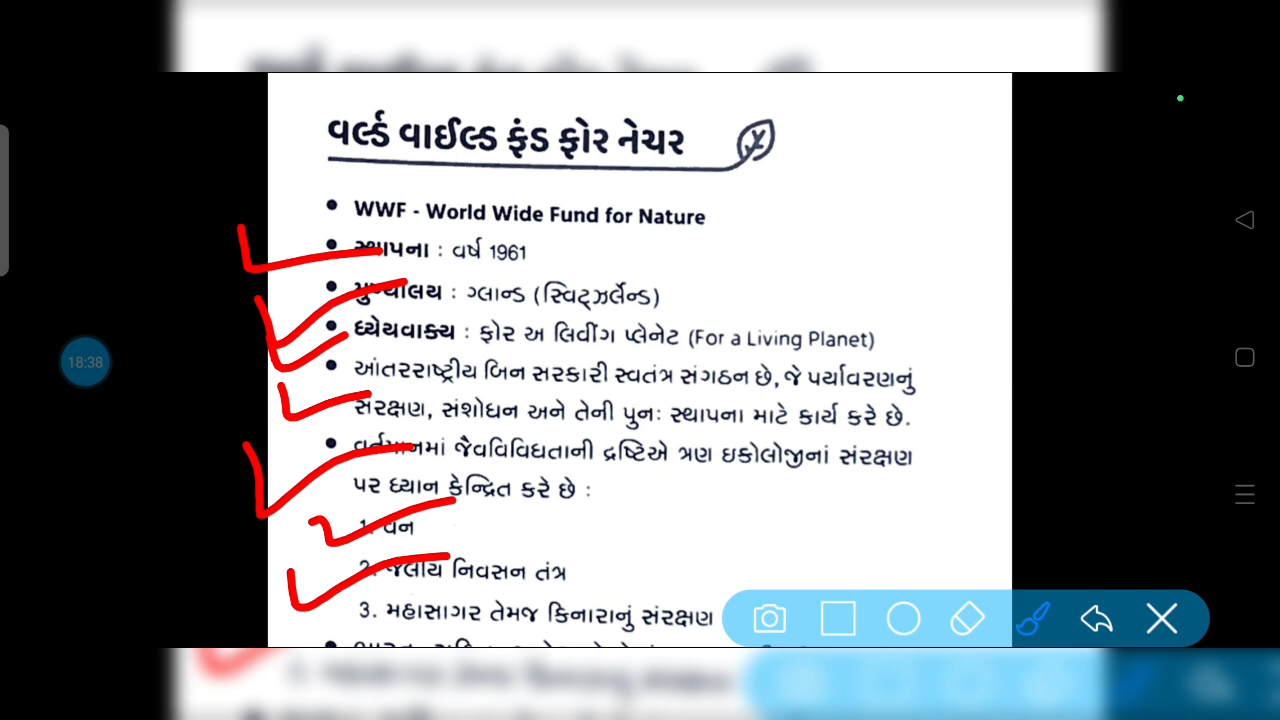 વર્લ્ડ વાઈલ્ડ ફંડ ફોર નેચર
WWF - World Wide Fund for Nature
સ્થાપના : વર્ષ 1961
મુખ્યાલય : ગ્લાન્ડ (સ્વિટ્ઝર્લેન્ડ)
ધ્યેયવાક્ય : ફોર અ લિવીંગ પ્લેનેટ (For a Living Planet)
આંતરરાષ્ટ્રીય બિન સરકારી સ્વતંત્ર સંગઠન છે, જે પર્યાવરણનું
સંરક્ષણ, સંશોધન અને તેની પુનઃ સ્થાપના માટે કાર્ય કરે છે.
વર્તમાનમાં જૈવવિવિધતાની દ્રષ્ટિએ ત્રણ ઇકોલોજીનાં સંરક્ષણ
પર ધ્યાન કેન્દ્રિત કરે છે :
1. વન
2. જલીય નિવસન તંત્ર
3. મહાસાગર તેમજ કિનારાનું સંરક્ષણ
18:38